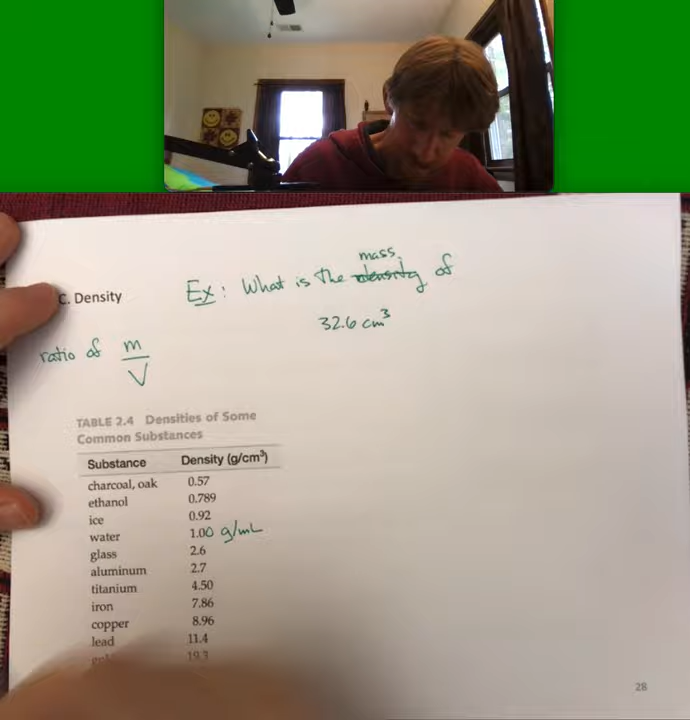 mass
Ex: What is the density of
C. Density
32.6 cm³
ratio of m
V
TABLE 2.4 Densities of Some
Common Substances
Substance Density (g/cm³)
charcoal, oak 0.57
ethanol 0.789
ice 0.92
water 1.00 g/mL
glass 2.6
aluminum 2.7
titanium 4.50
iron 7.86
copper 8.96
lead 11.4
19.3
28